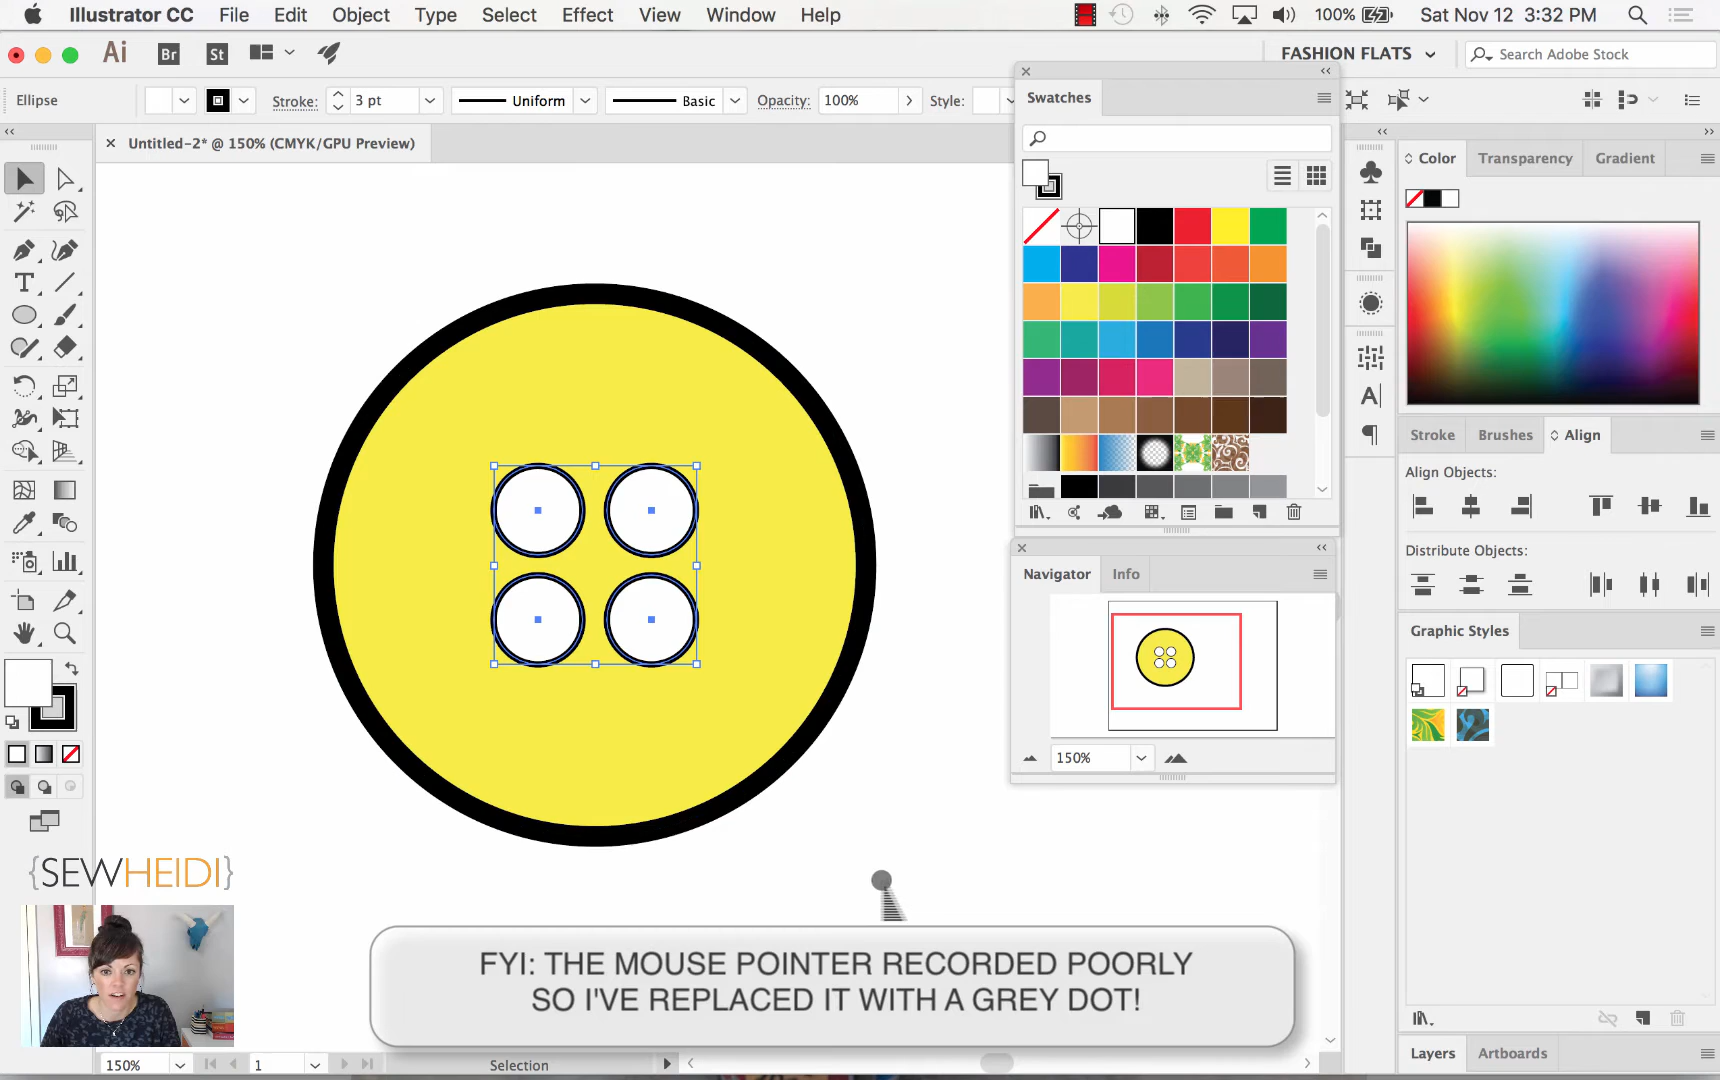 Illustrator CC File Edit Object Type Select Effect View Window Help 100% Sat Nov 12 3:32 PM
Ai Br St FASHION FLATS Search Adobe Stock
Ellipse Stroke: 3 pt Uniform Basic Opacity: 100% Style:
Untitled-2* @ 150% (CMYK/GPU Preview)
Swatches
Color Transparency Gradient
Stroke Brushes Align
Align Objects:
Distribute Objects:
Navigator Info
Graphic Styles
150%
{SEWHEIDI}
FYI: THE MOUSE POINTER RECORDED POORLY
SO I'VE REPLACED IT WITH A GREY DOT!
150% 1 Selection
Layers Artboards